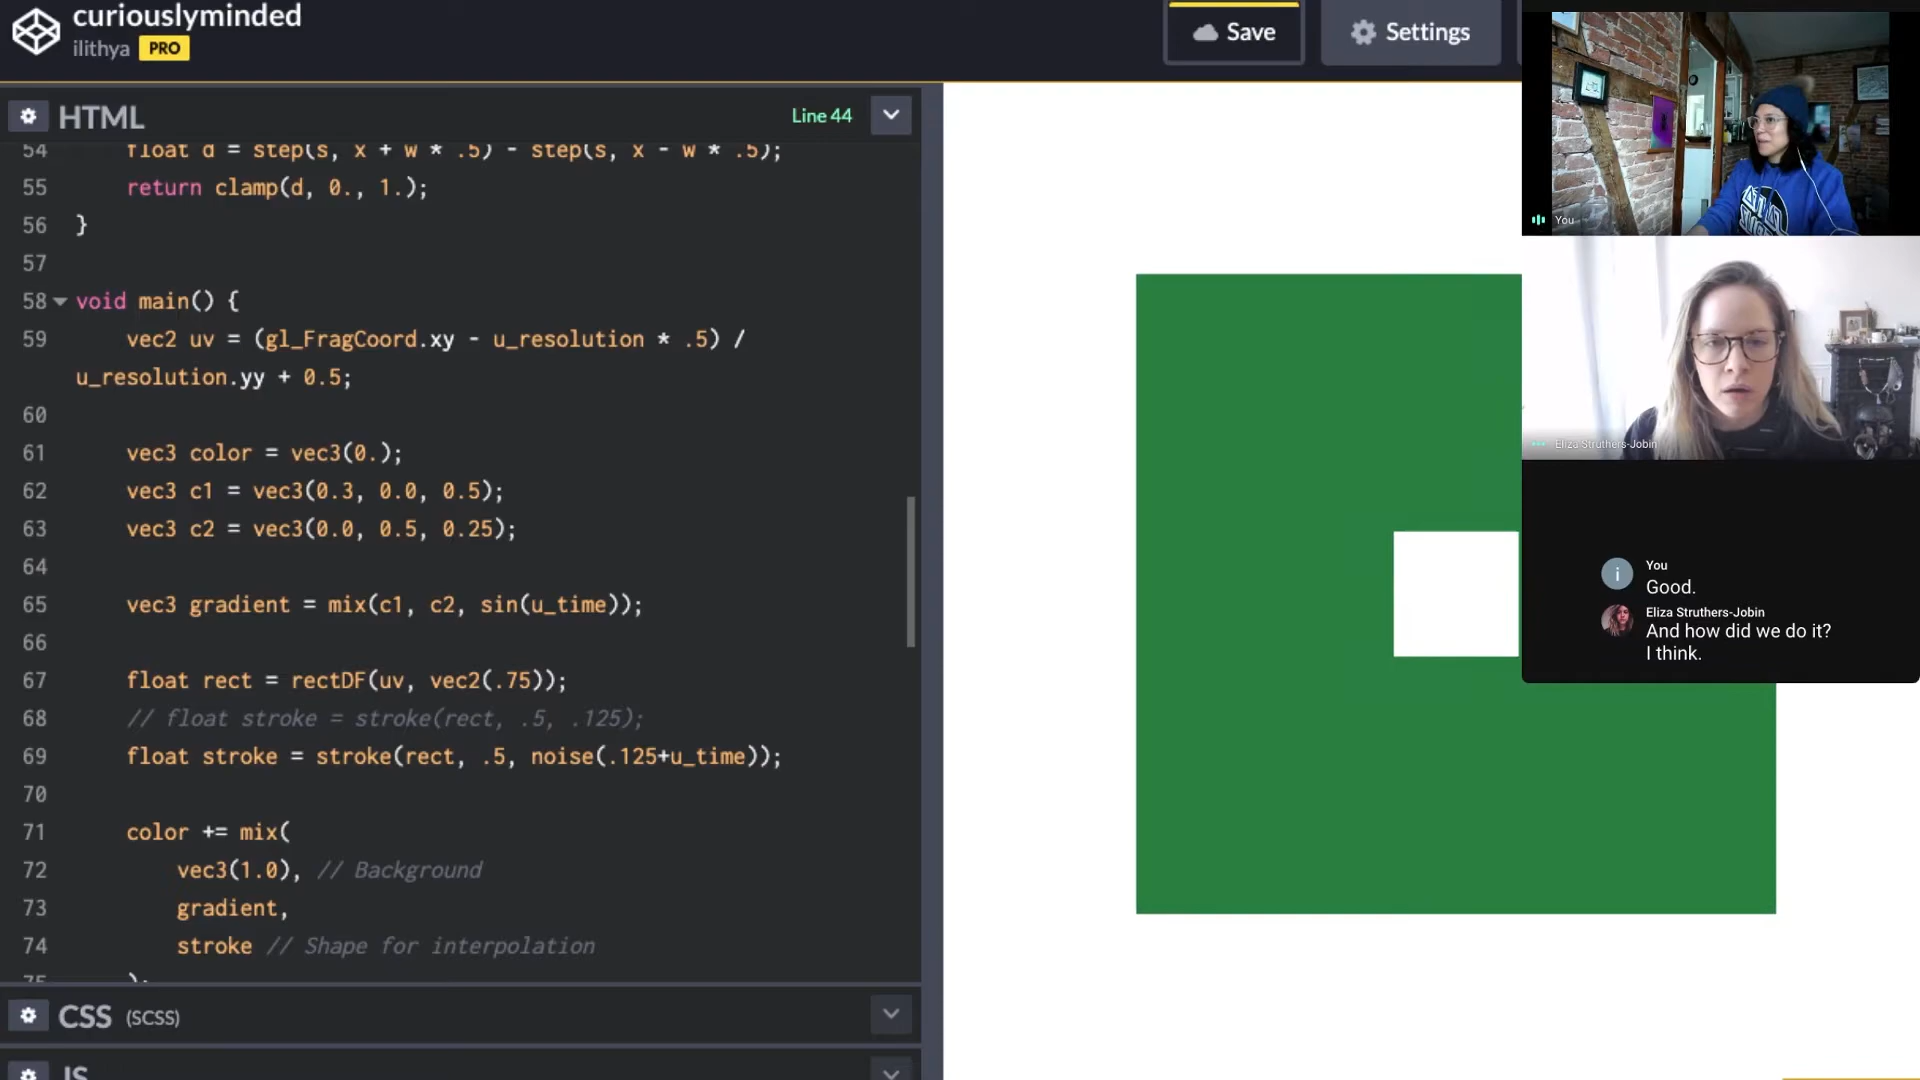 curiouslyminded
ilithya PRO
Save
Settings
HTML
Line 44
54 float d = step(s, x + w * .5) - step(s, x - w * .5);
55 return clamp(d, 0., 1.);
56 }
57
58 void main() {
59 vec2 uv = (gl_FragCoord.xy - u_resolution * .5) /
u_resolution.yy + 0.5;
60
61 vec3 color = vec3(0.);
62 vec3 c1 = vec3(0.3, 0.0, 0.5);
63 vec3 c2 = vec3(0.0, 0.5, 0.25);
64
65 vec3 gradient = mix(c1, c2, sin(u_time));
66
67 float rect = rectDF(uv, vec2(.75));
68 // float stroke = stroke(rect, .5, .125);
69 float stroke = stroke(rect, .5, noise(.125+u_time));
70
71 color += mix(
72 vec3(1.0), // Background
73 gradient,
74 stroke // Shape for interpolation
75 );
CSS (SCSS)
JS
You
Eliza Struthers-Jobin
i
You
Good.
Eliza Struthers-Jobin
And how did we do it?
I think.